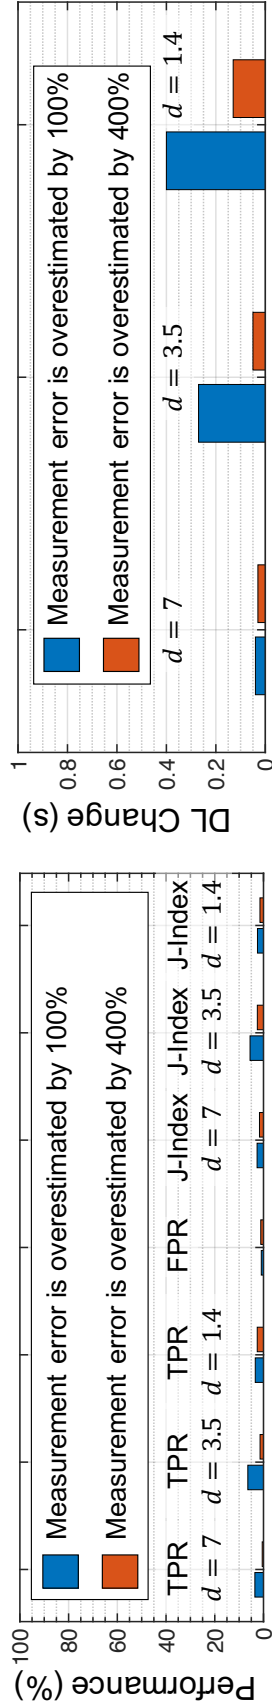 Performance (%)
100
80
60
40
20
0
Measurement error is overestimated by 100%
Measurement error is overestimated by 400%
TPR TPR TPR FPR J-Index J-Index J-Index
d = 7 d = 3.5 d = 1.4 d = 7 d = 3.5 d = 1.4
DL Change (s)
1
0.8
0.6
0.4
0.2
0
Measurement error is overestimated by 100%
Measurement error is overestimated by 400%
d = 7 d = 3.5 d = 1.4